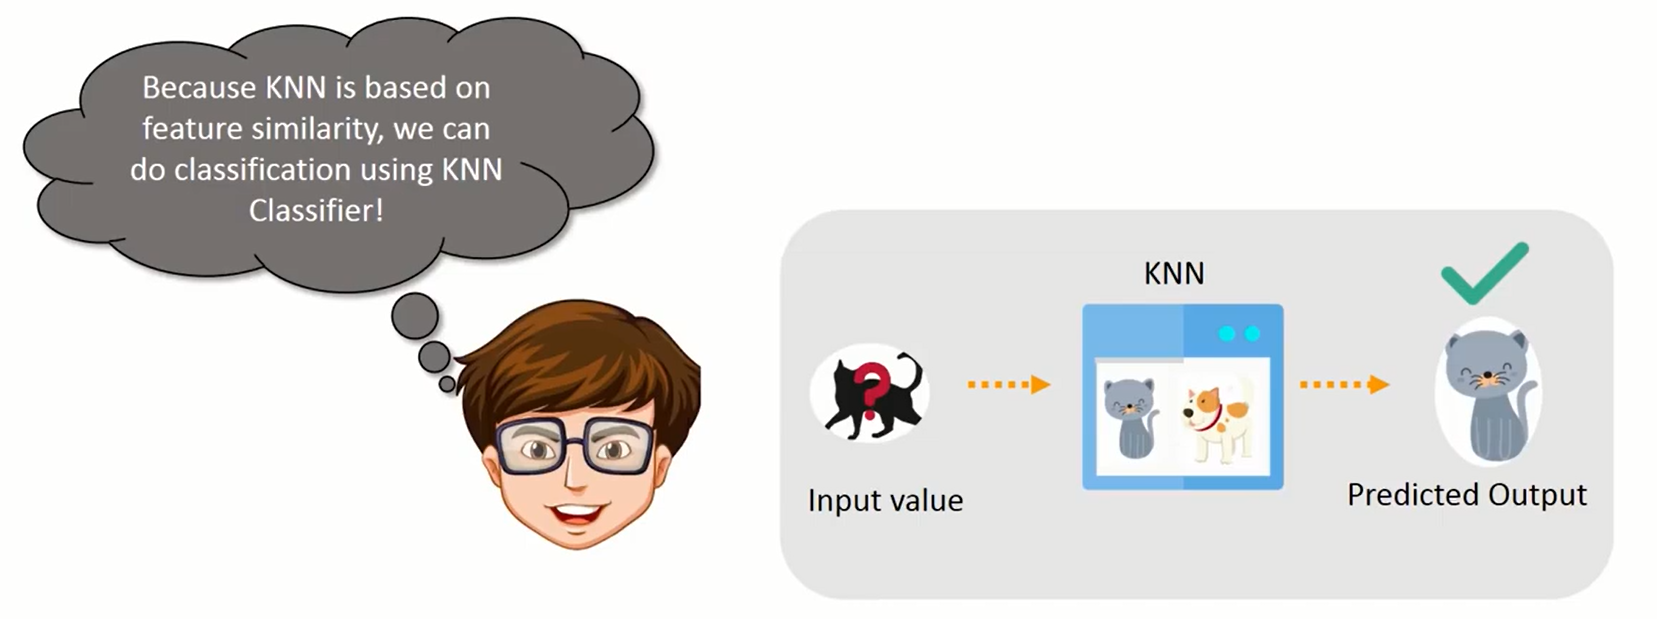 Because KNN is based on
feature similarity, we can
do classification using KNN
Classifier!
KNN
?
Input value
Predicted Output